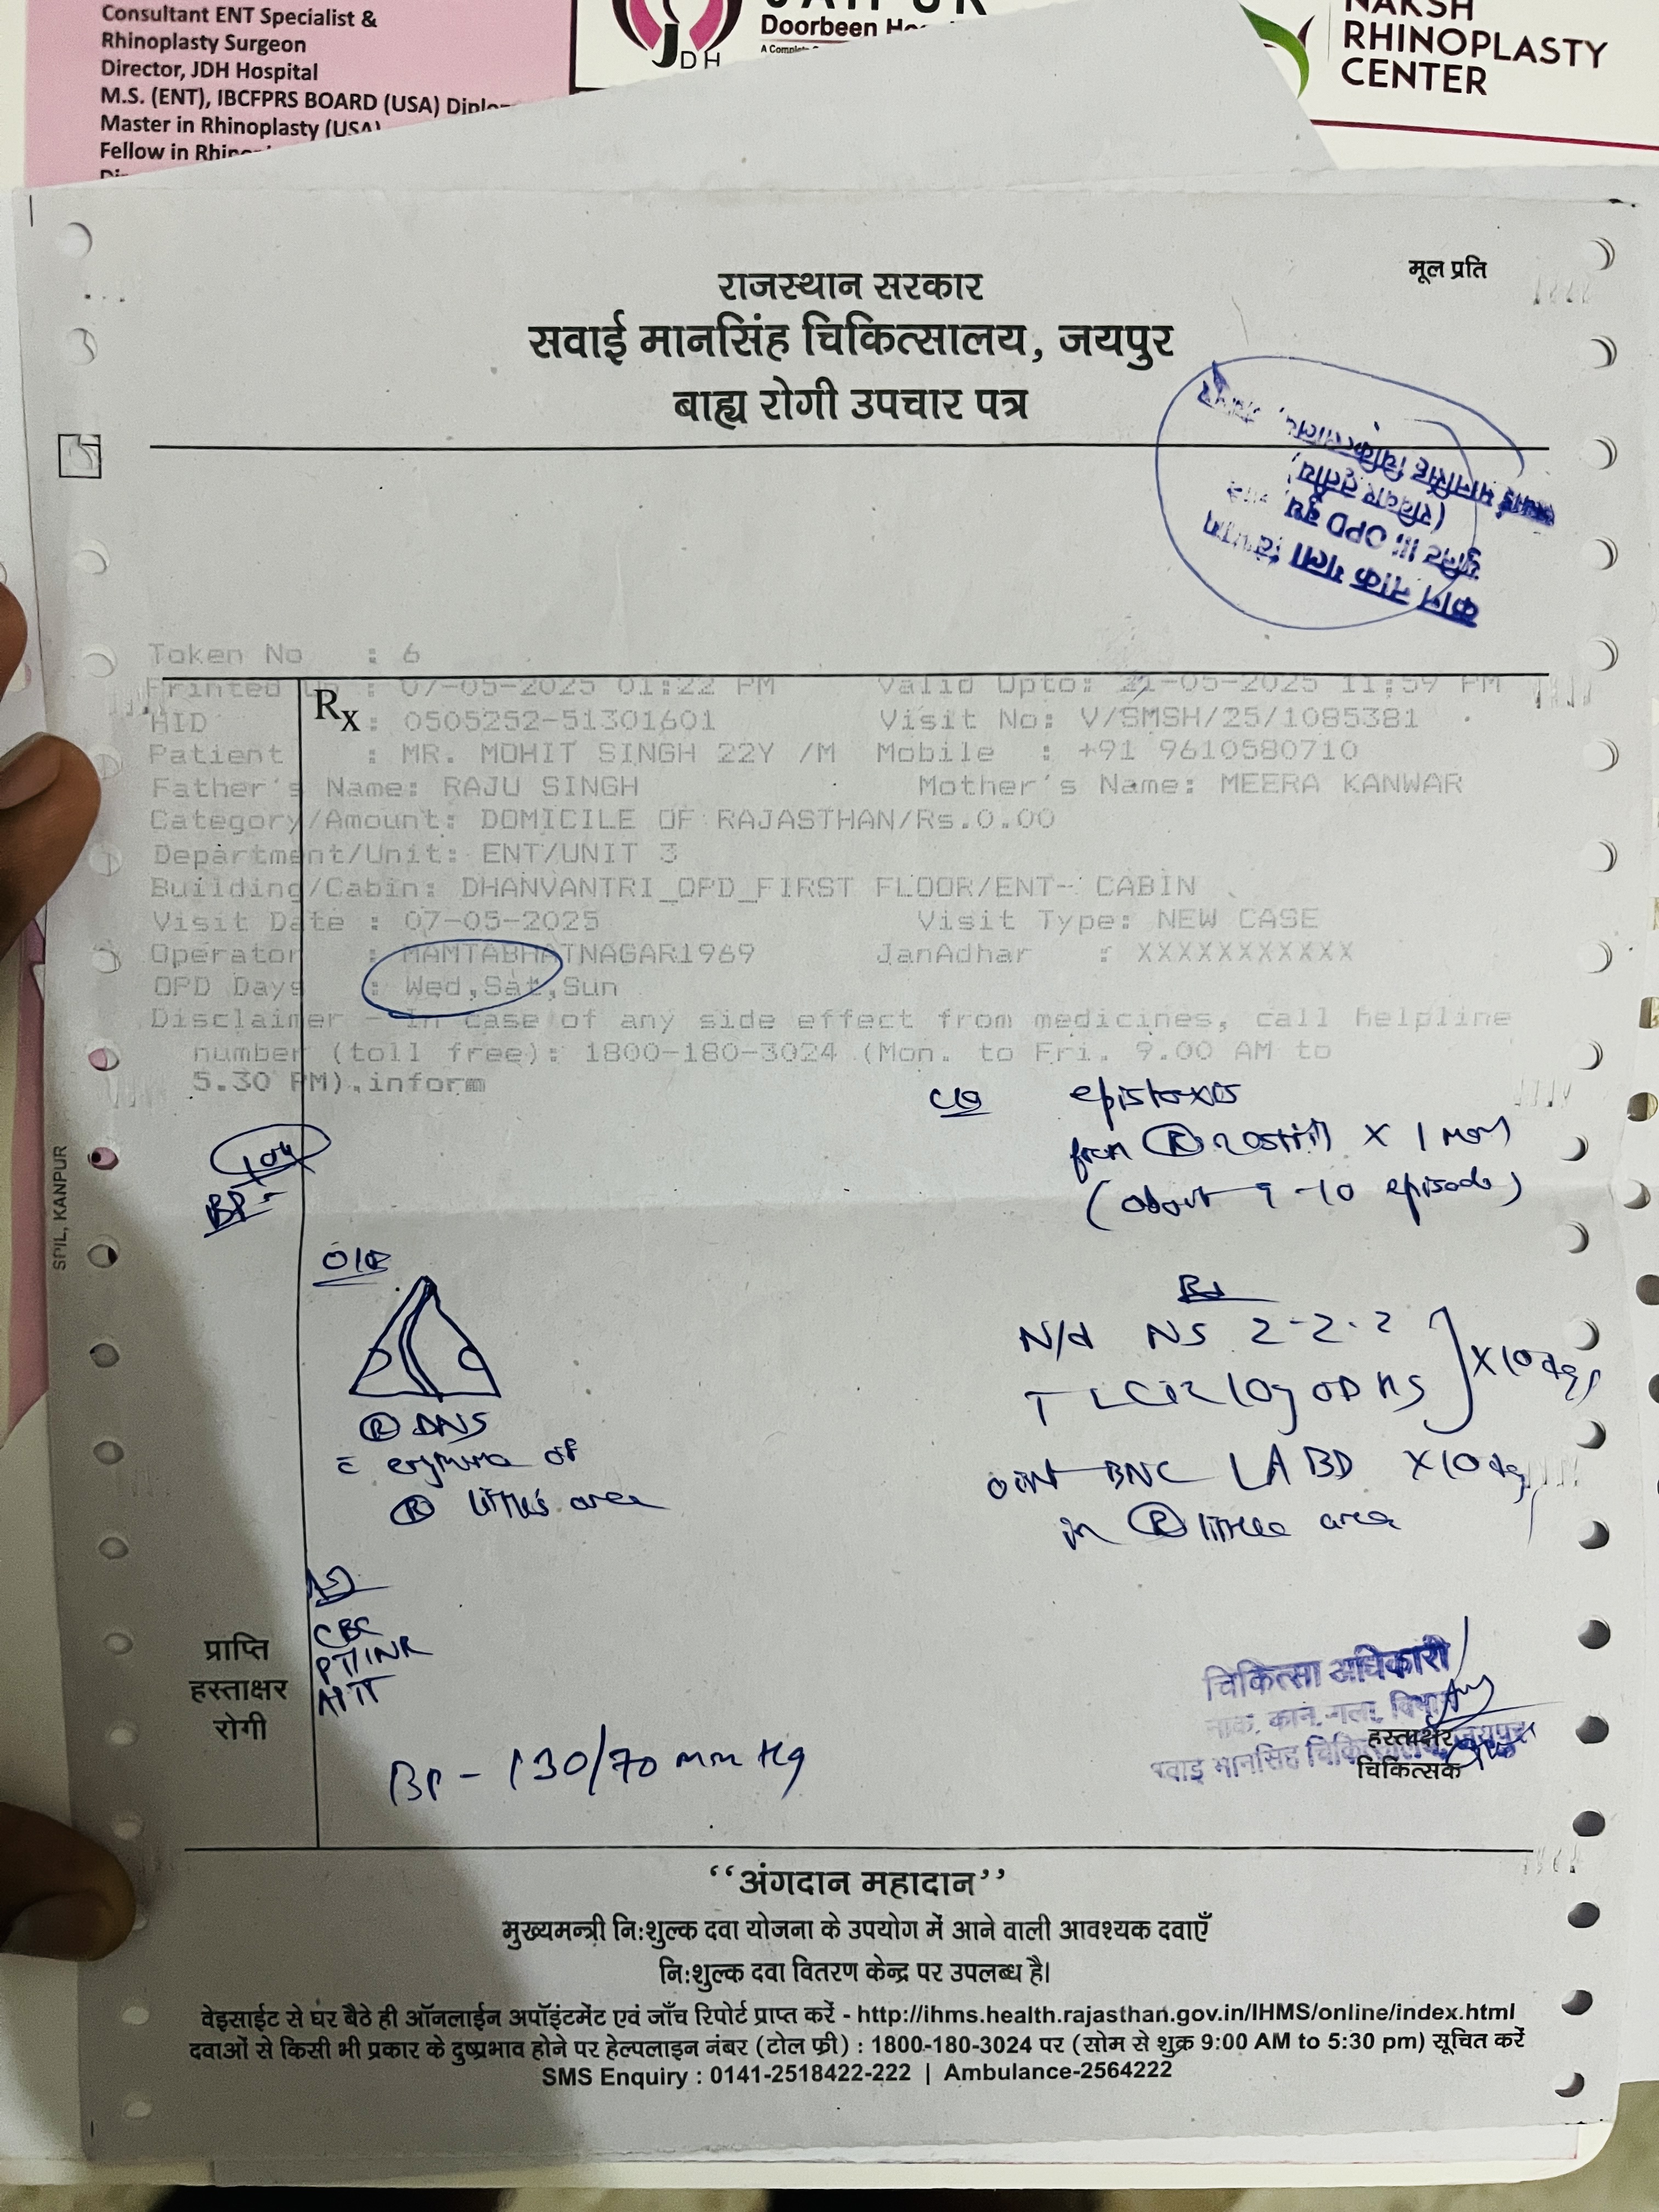 Consultant ENT Specialist &
Rhinoplasty Surgeon
Director, JDH Hospital
M.S. (ENT), IBCFPRS BOARD (USA)
Master in Rhinoplasty (USA)
Fellow in
JDH
JAIPUR
Doorbeen
A
NAKSH
RHINOPLASTY
CENTER
मूल प्रति
राजस्थान सरकार
सवाई मानसिंह चिकित्सालय, जयपुर
बाह्य रोगी उपचार पत्र
कान नाक गला विभाग
यूनिट III OPD बुध
(रविवार तृतीय
सवाई मानसिंह चिकित्सालय, जयपुर
Token No : 6
Printed On : 07-05-2025 01:22 PM Valid Upto: 21-05-2025 11:59 PM
Rx
HID : 0505252-51301601 Visit No: V/SMSH/25/1085381
Patient : MR. MOHIT SINGH 22Y /M Mobile : +91 9610580710
Father's Name: RAJU SINGH Mother's Name: MEERA KANWAR
Category/Amount: DOMICILE OF RAJASTHAN/Rs.0.00
Department/Unit: ENT/UNIT 3
Building/Cabin: DHANVANTRI_OPD_FIRST FLOOR/ENT- CABIN
Visit Date : 07-05-2025 Visit Type: NEW CASE
Operator : MAMTABHATNAGAR1969 JanAdhar : XXXXXXXXXXX
OPD Days : Wed,Sat,Sun
Disclaimer - In case of any side effect from medicines, call helpline
number (toll free): 1800-180-3024 (Mon. to Fri. 9.00 AM to
5.30 PM).inform
C/o epistaxis
from (R) nostril x 1 mon
(about 9-10 episode)
104
BP-
O/E
(R) DNS
c erythema of
(R) little's area
Rx
N/d NS 2-2-2
T LCZ 10g OD HS } x 10 days
oint BNC LA BD x 10 days
in (R) little area
CBC
PT/INR
APTT
BP - 130/70 mm Hg
प्राप्ति
हस्ताक्षर
रोगी
चिकित्सा अधिकारी
नाक, कान, गला, विभाग
सवाई मानसिंह चिकित्सालय, जयपुर
हस्ताक्षर
चिकित्सक
SPIL, KANPUR
‘‘अंगदान महादान’’
मुख्यमन्त्री नि:शुल्क दवा योजना के उपयोग में आने वाली आवश्यक दवाएँ
नि:शुल्क दवा वितरण केन्द्र पर उपलब्ध है।
वेइसाईट से घर बैठे ही ऑनलाईन अपॉइंटमेंट एवं जाँच रिपोर्ट प्राप्त करें - http://ihms.health.rajasthan.gov.in/IHMS/online/index.html
दवाओं से किसी भी प्रकार के दुष्प्रभाव होने पर हेल्पलाइन नंबर (टोल फ्री) : 1800-180-3024 पर (सोम से शुक्र 9:00 AM to 5:30 pm) सूचित करें
SMS Enquiry : 0141-2518422-222 | Ambulance-2564222